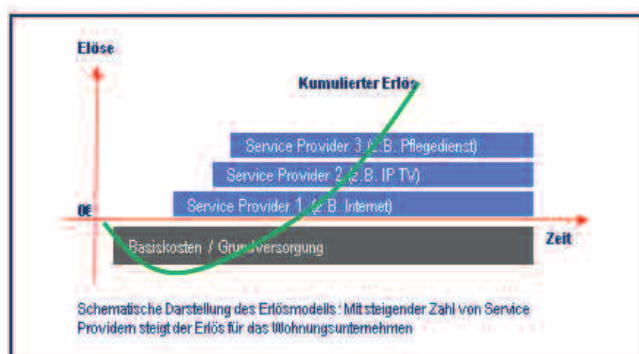 Elöse
Kumulierter Erlös
Service Provider 3 (z.B. Pflegedienst)
Service Provider 2 (z.B. IP TV)
Service Provider 1 (z.B. Internet)
0€
Zeit
Basiskosten / GrundVersorgung
Schematische Darstellung des Erlösmodells: Mit steigender Zahl von Service
Providern steigt der Erlös für das Wohnungsunternehmen